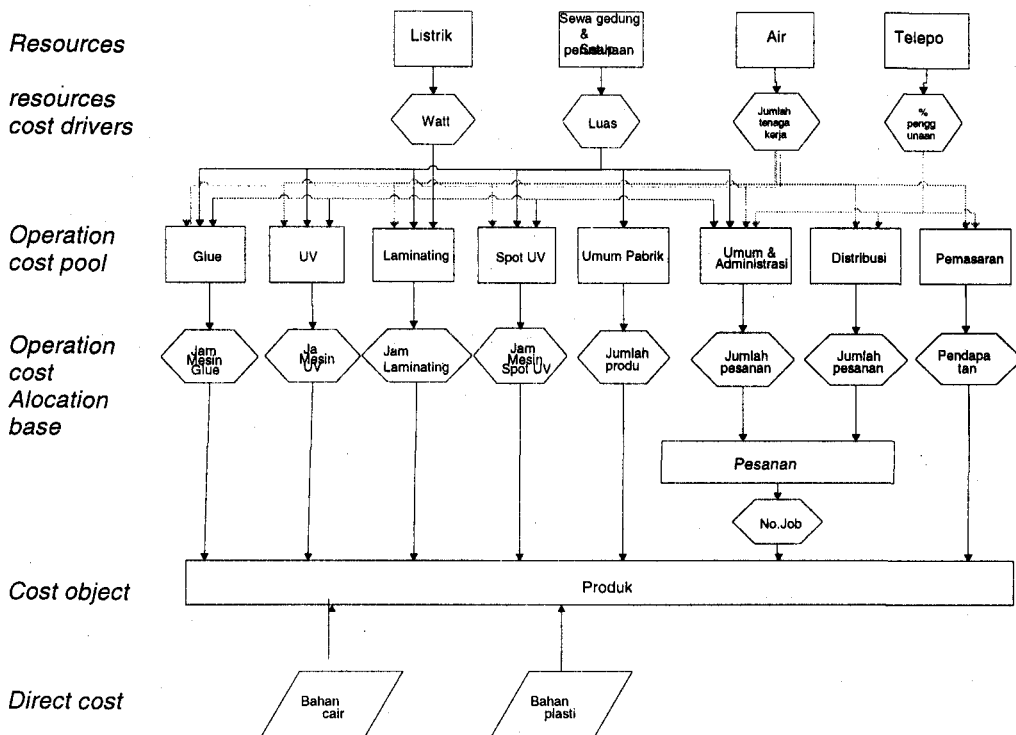 Resources
Listrik
Sewa gedung
&
Air
Telepo
resources
cost drivers
Watt
Luas
Jumlah
tenaga
kerja
%
pengg
unaan
Operation
cost pool
Glue
UV
Laminating
Spot UV
Umum Pabrik
Umum &
Administrasi
Distribusi
Pemasaran
Operation
cost
Alocation
base
Jam
Mesin
Glue
Ja
Mesin
UV
Jam
Laminating
Jam
Mesin
Spot UV
Jumlah
produ
Jumlah
pesanan
Jumlah
pesanan
Pendapa
tan
Pesanan
No.Job
Cost object
Produk
Direct cost
Bahan
cair
Bahan
plasti